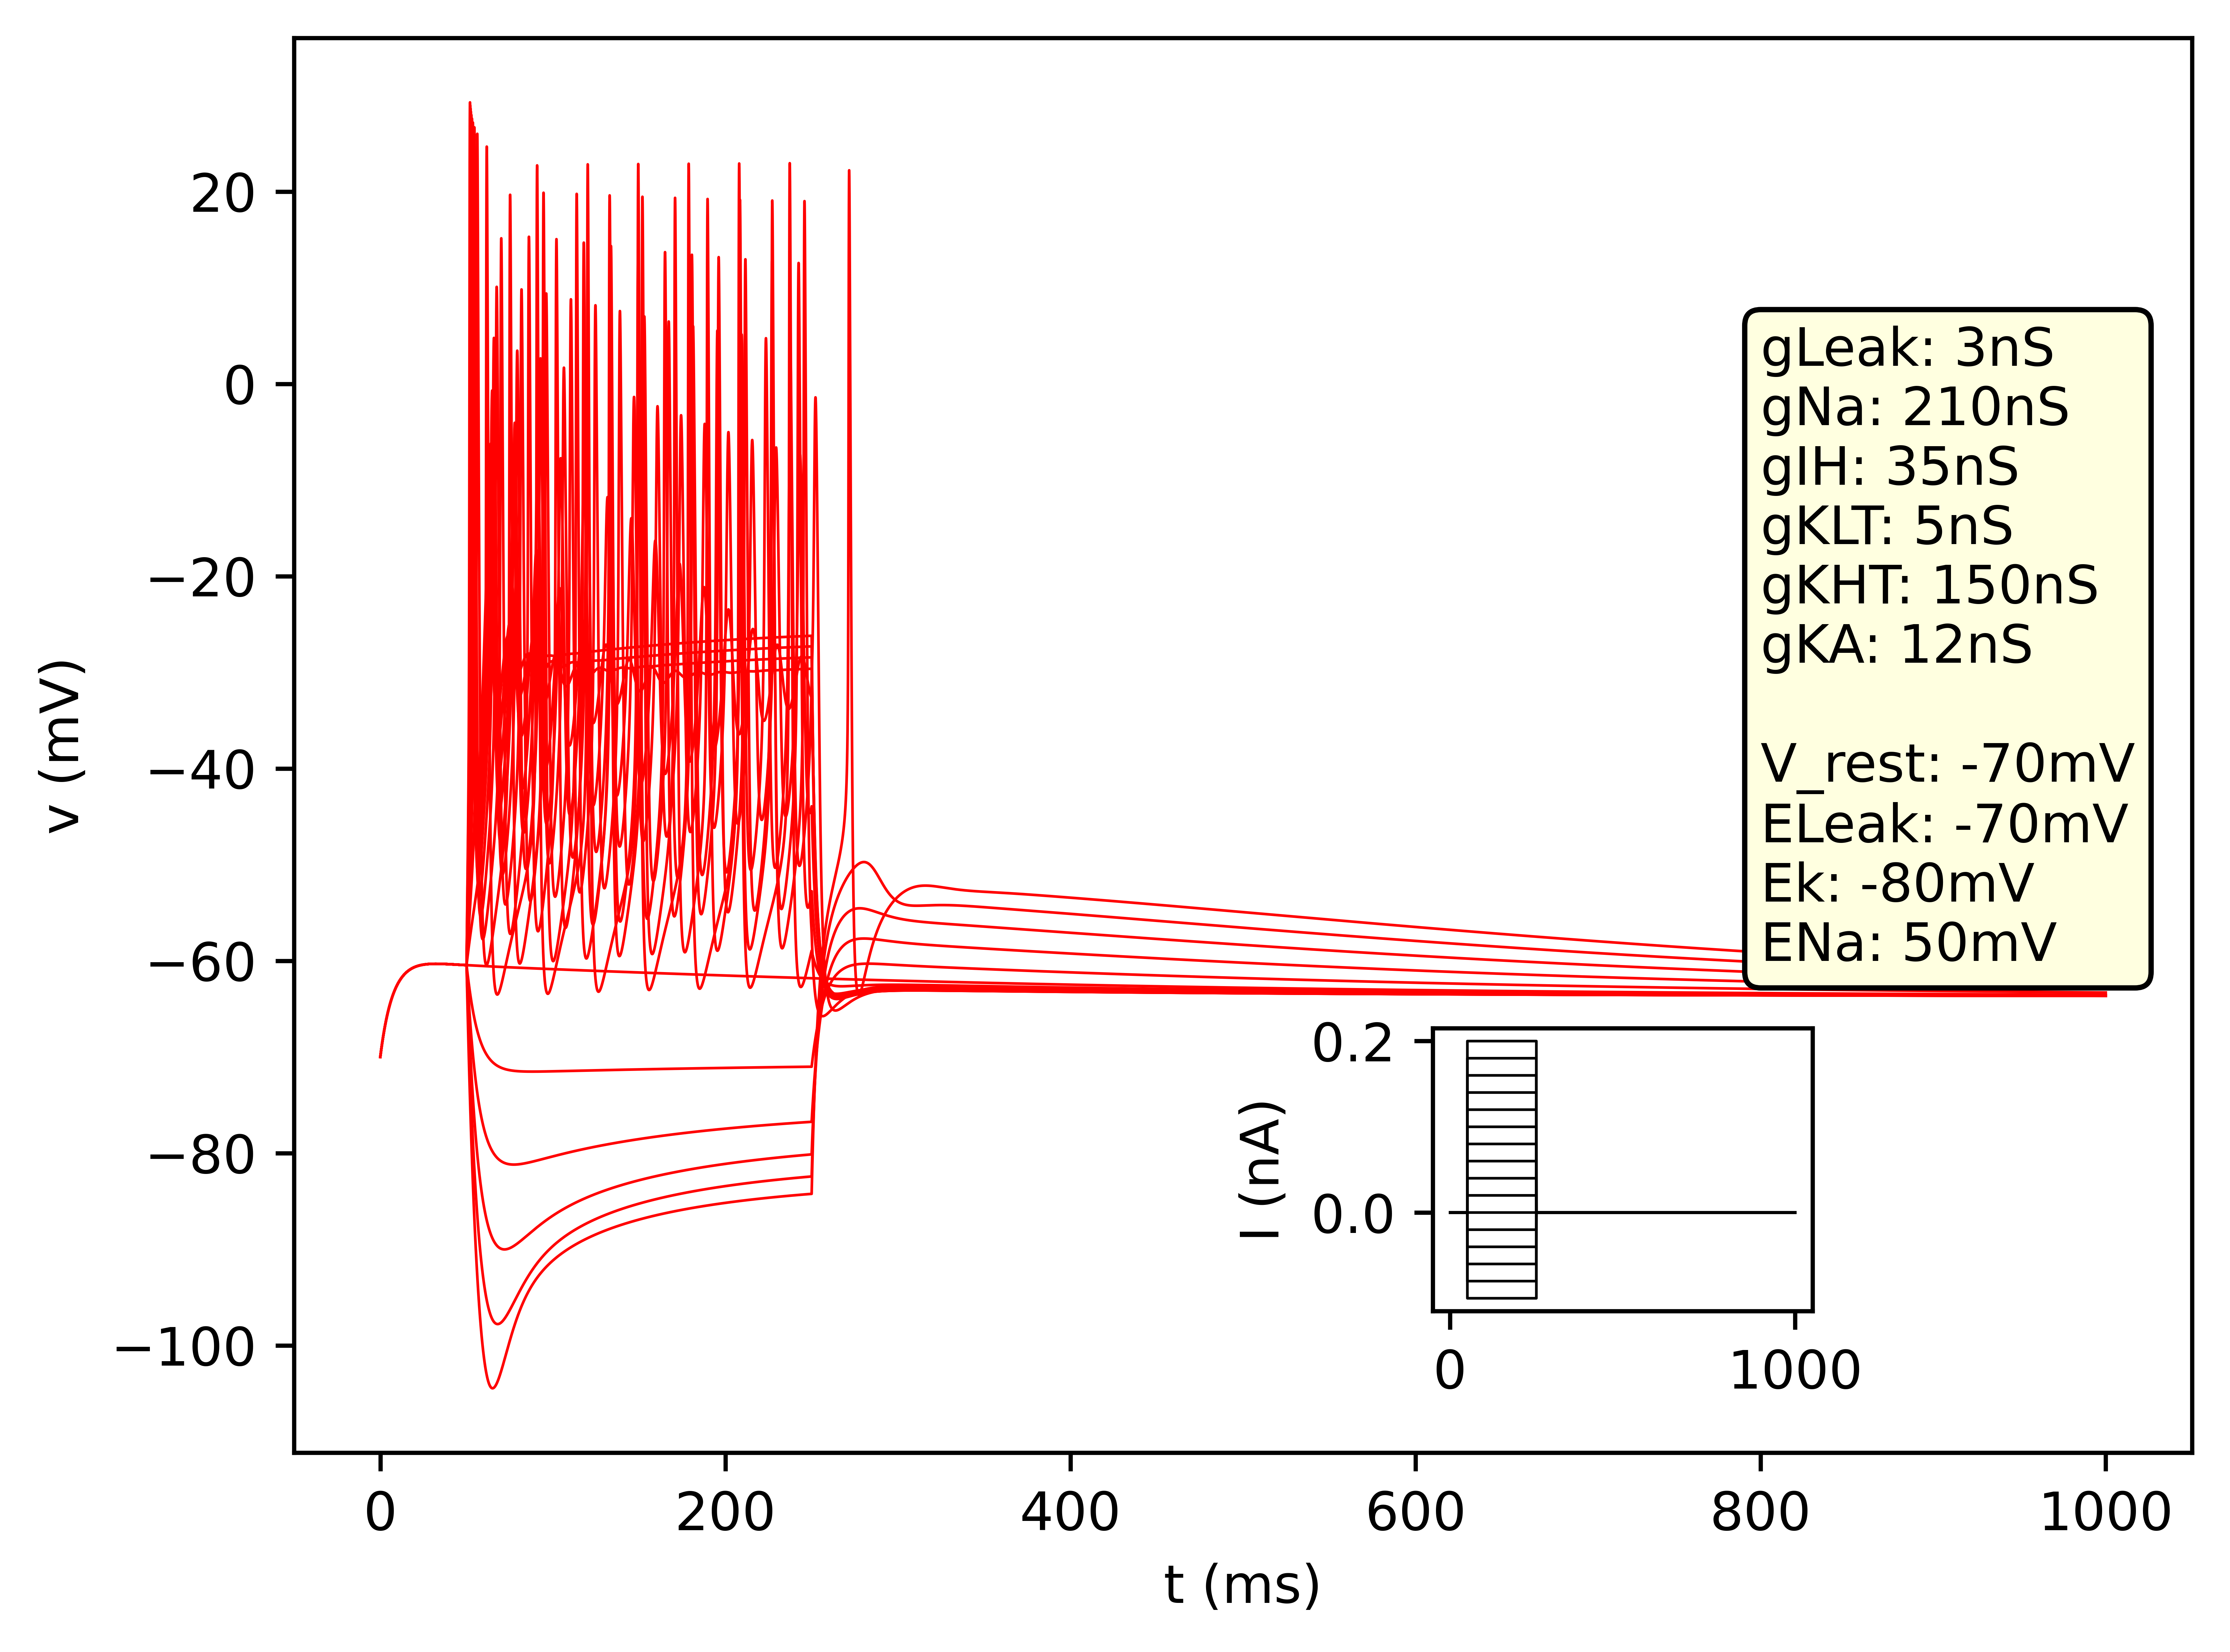 20
0
−20
−40
−60
−80
−100
v (mV)
gLeak: 3nS
gNa: 210nS
gIH: 35nS
gKLT: 5nS
gKHT: 150nS
gKA: 12nS
V_rest: -70mV
ELeak: -70mV
Ek: -80mV
ENa: 50mV
0.2
0.0
I (nA)
0 1000
0 200 400 600 800 1000
t (ms)